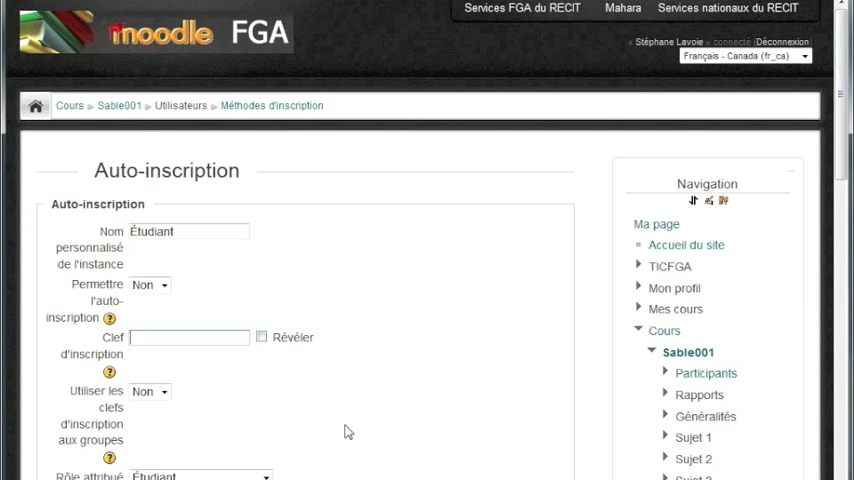 Services FGA du RECIT Mahara Services nationaux du RECIT
moodle FGA
« Stéphane Lavoie » connecté (Déconnexion)
Français - Canada (fr_ca)
Cours Sable001 Utilisateurs Méthodes d'inscription
Auto-inscription
Auto-inscription
Nom personnalisé de l'instance
Étudiant
Permettre l'auto-inscription
Non
Clef d'inscription
Révéler
Utiliser les clefs d'inscription aux groupes
Non
Rôle attribué
Étudiant
Navigation
Ma page
Accueil du site
TICFGA
Mon profil
Mes cours
Cours
Sable001
Participants
Rapports
Généralités
Sujet 1
Sujet 2